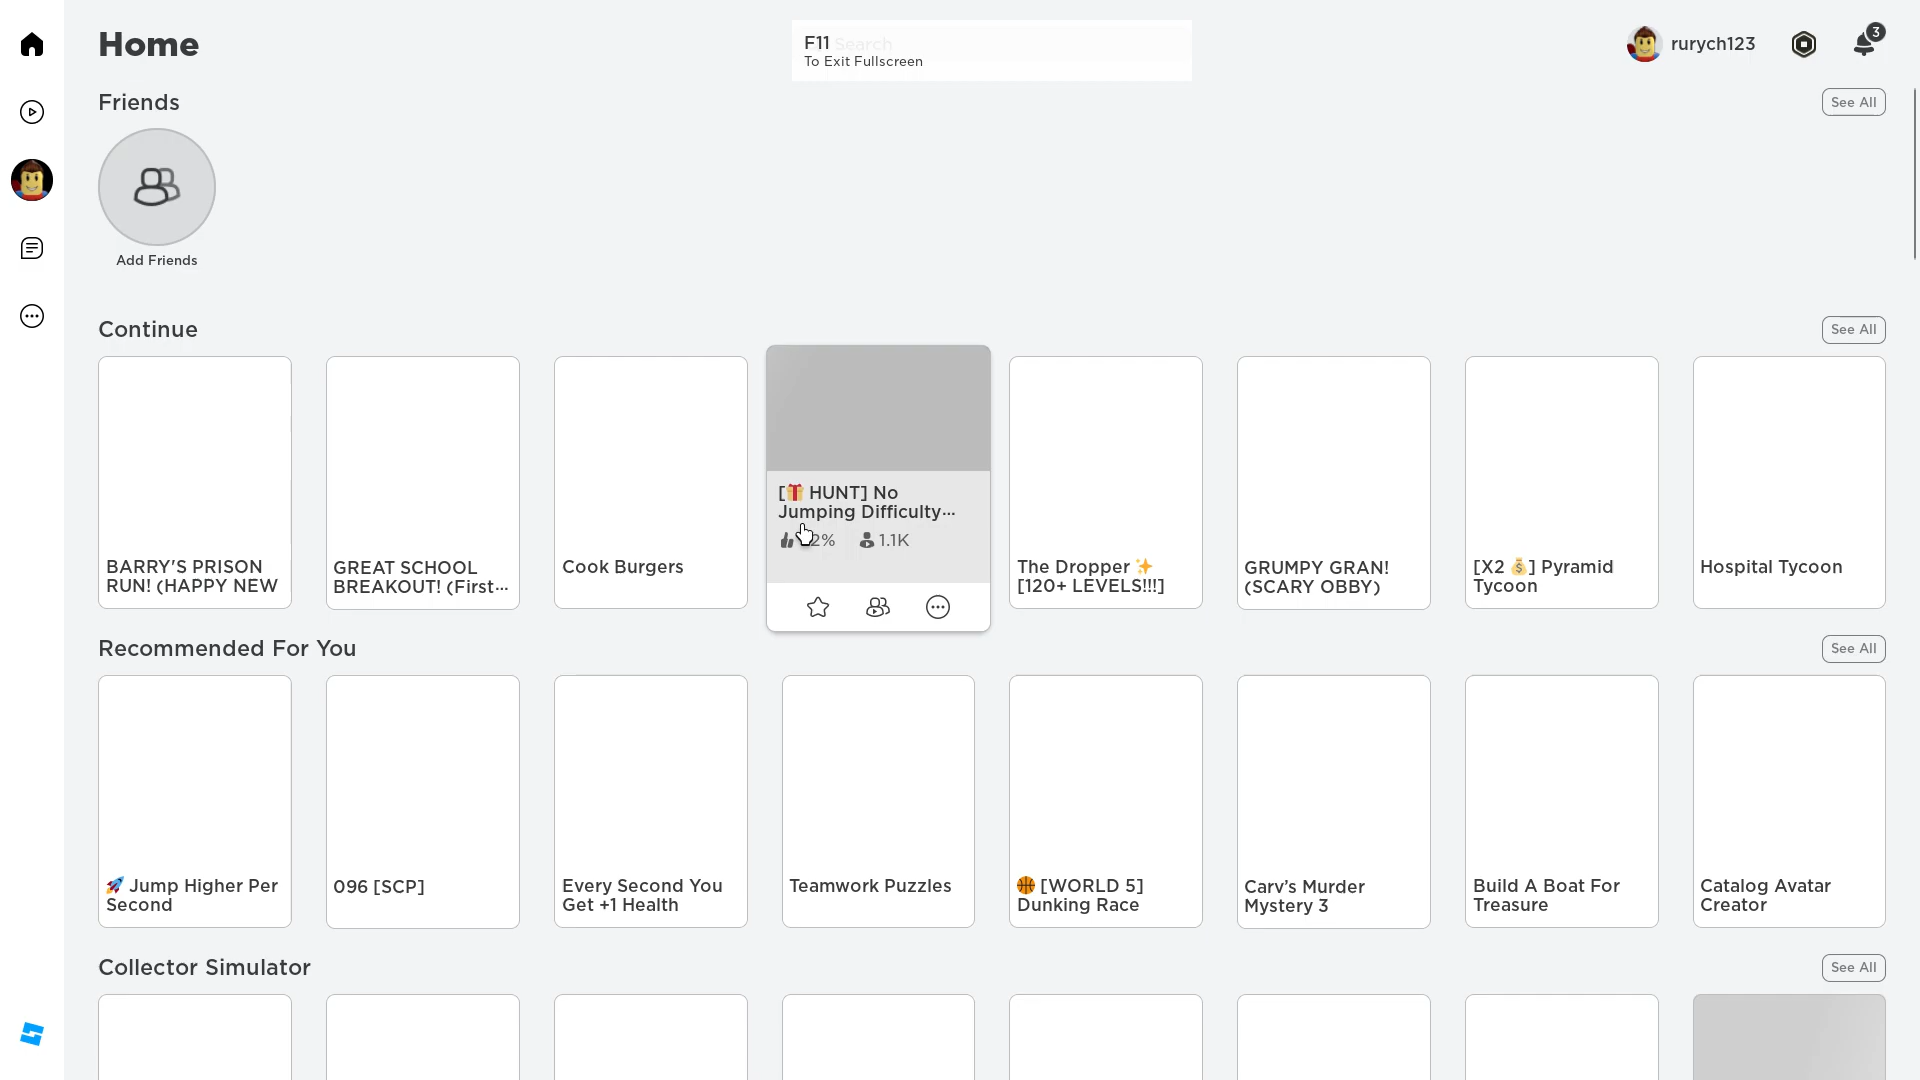 Home
F11 Search
To Exit Fullscreen
rurych123
3
Friends
See All
Add Friends
Continue
See All
BARRY'S PRISON
RUN! (HAPPY NEW
GREAT SCHOOL
BREAKOUT! (First...
Cook Burgers
[🎁 HUNT] No
Jumping Difficulty...
2%
1.1K
The Dropper ✨
[120+ LEVELS!!!]
GRUMPY GRAN!
(SCARY OBBY)
[X2 💰] Pyramid
Tycoon
Hospital Tycoon
Recommended For You
See All
🚀 Jump Higher Per
Second
096 [SCP]
Every Second You
Get +1 Health
Teamwork Puzzles
🏀 [WORLD 5]
Dunking Race
Carv’s Murder
Mystery 3
Build A Boat For
Treasure
Catalog Avatar
Creator
Collector Simulator
See All